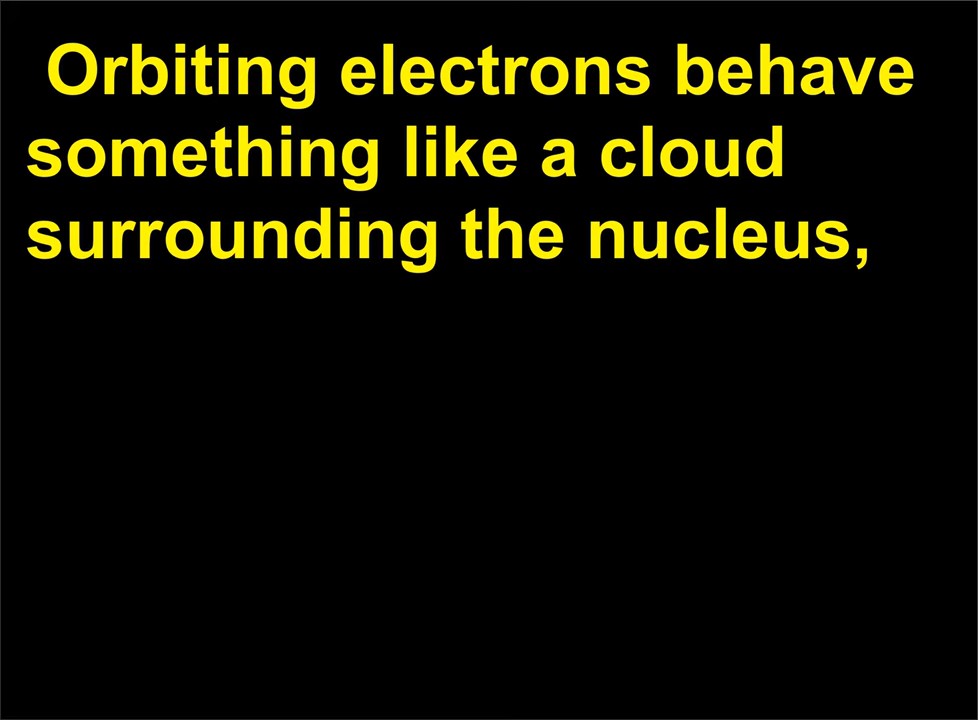 Orbiting electrons behave
something like a cloud
surrounding the nucleus,